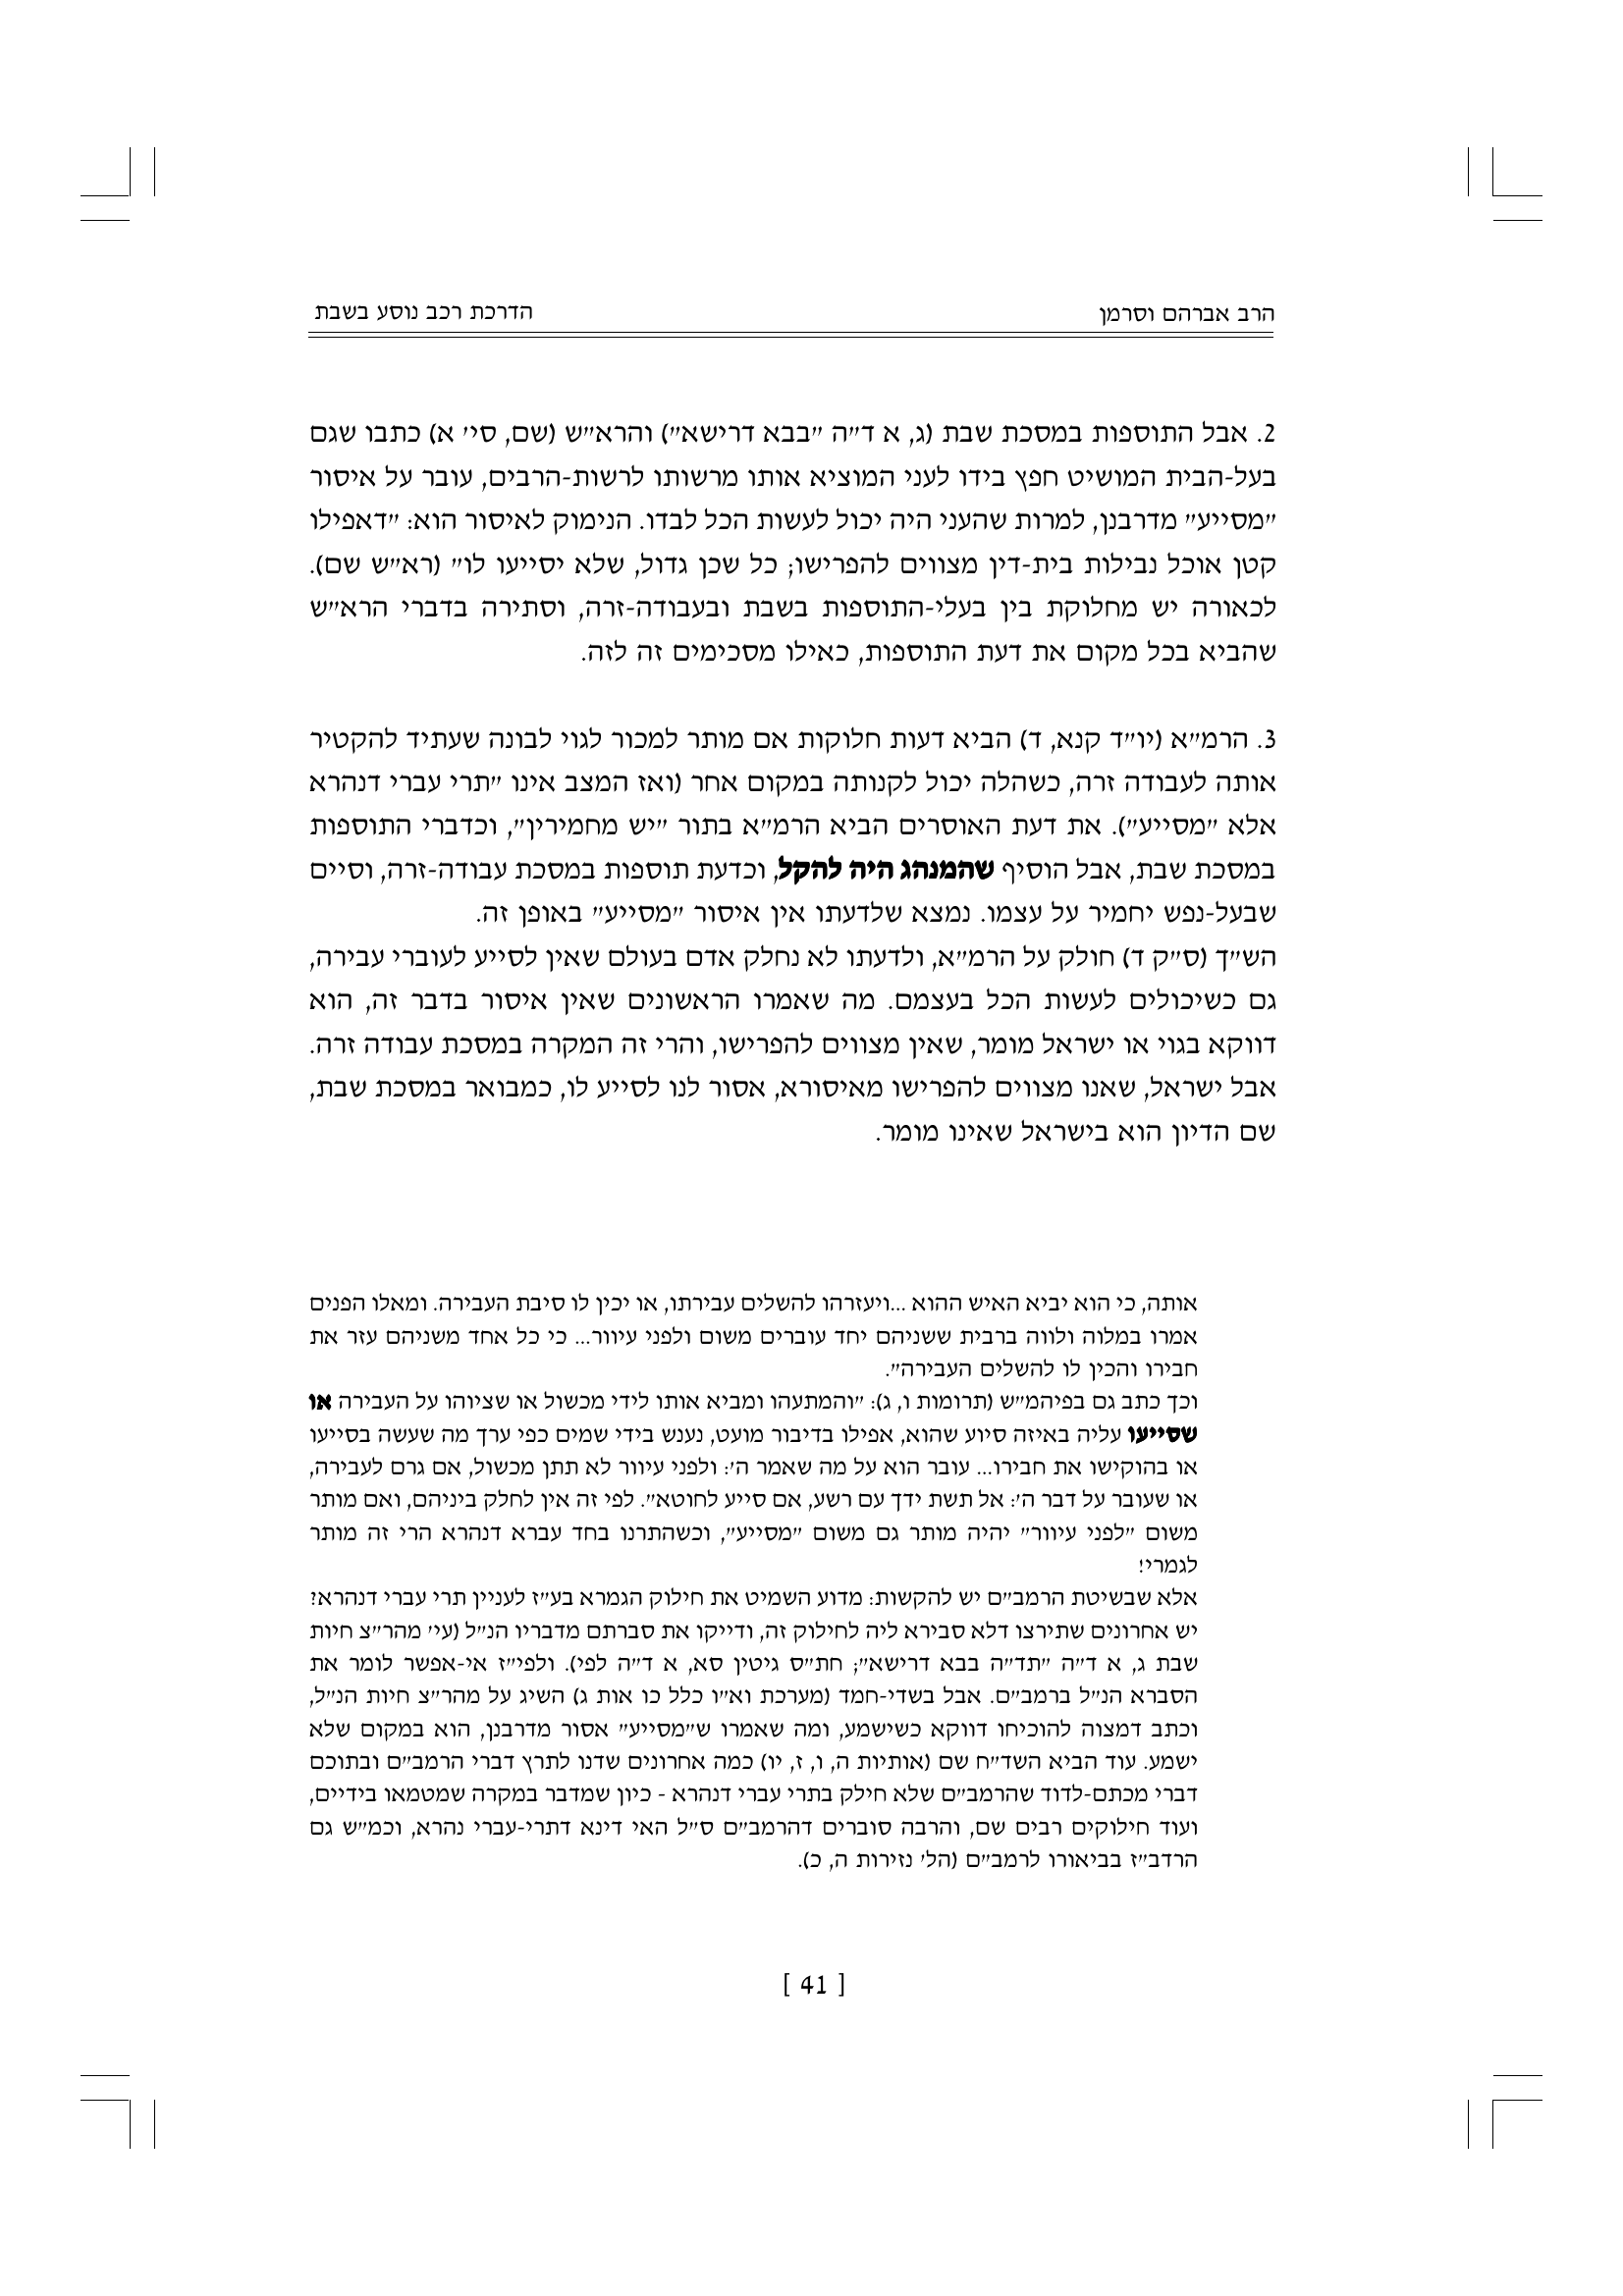 הרב אברהם וסרמן
הדרכת רכב נוסע בשבת
2. אבל התוספות במסכת שבת (ג, א ד״ה ״בבא דרישא״) והרא״ש (שם, סי׳ א) כתבו שגם
בעל-הבית המושיט חפץ בידו לעני המוציא אותו מרשותו לרשות-הרבים, עובר על איסור
״מסייע״ מדרבנן, למרות שהעני היה יכול לעשות הכל לבדו. הנימוק לאיסור הוא: ״דאפילו
קטן אוכל נבילות בית-דין מצווים להפרישו; כל שכן גדול, שלא יסייעו לו״ (רא״ש שם).
לכאורה יש מחלוקת בין בעלי-התוספות בשבת ובעבודה-זרה, וסתירה בדברי הרא״ש
שהביא בכל מקום את דעת התוספות, כאילו מסכימים זה לזה.
3. הרמ״א (יו״ד קנא, ד) הביא דעות חלוקות אם מותר למכור לגוי לבונה שעתיד להקטיר
אותה לעבודה זרה, כשהלה יכול לקנותה במקום אחר (ואז המצב אינו ״תרי עברי דנהרא
אלא ״מסייע״). את דעת האוסרים הביא הרמ״א בתור ״יש מחמירין״, וכדברי התוספות
במסכת שבת, אבל הוסיף שהמנהג היה להקל, וכדעת תוספות במסכת עבודה-זרה, וסיים
שבעל-נפש יחמיר על עצמו. נמצא שלדעתו אין איסור ״מסייע״ באופן זה.
הש״ך (ס״ק ד) חולק על הרמ״א, ולדעתו לא נחלק אדם בעולם שאין לסייע לעוברי עבירה,
גם כשיכולים לעשות הכל בעצמם. מה שאמרו הראשונים שאין איסור בדבר זה, הוא
דווקא בגוי או ישראל מומר, שאין מצווים להפרישו, והרי זה המקרה במסכת עבודה זרה.
אבל ישראל, שאנו מצווים להפרישו מאיסורא, אסור לנו לסייע לו, כמבואר במסכת שבת,
שם הדיון הוא בישראל שאינו מומר.
אותה, כי הוא יביא האיש ההוא ...ויעזרהו להשלים עבירתו, או יכין לו סיבת העבירה. ומאלו הפנים
אמרו במלוה ולווה ברבית ששניהם יחד עוברים משום ולפני עיוור... כי כל אחד משניהם עזר את
חבירו והכין לו להשלים העבירה״.
וכך כתב גם בפיהמ״ש (תרומות ו, ג): ״והמתעהו ומביא אותו לידי מכשול או שציוהו על העבירה או
שסייעו עליה באיזה סיוע שהוא, אפילו בדיבור מועט, נענש בידי שמים כפי ערך מה שעשה בסייעו
או בהוקישו את חבירו... עובר הוא על מה שאמר ה׳: ולפני עיוור לא תתן מכשול, אם גרם לעבירה,
או שעובר על דבר ה׳: אל תשת ידך עם רשע, אם סייע לחוטא״. לפי זה אין לחלק ביניהם, ואם מותר
משום ״לפני עיוור״ יהיה מותר גם משום ״מסייע״, וכשהתרנו בחד עברא דנהרא הרי זה מותר
לגמרי!
אלא שבשיטת הרמב״ם יש להקשות: מדוע השמיט את חילוק הגמרא בע״ז לעניין תרי עברי דנהרא?
יש אחרונים שתירצו דלא סבירא ליה לחילוק זה, ודייקו את סברתם מדבריו הנ״ל (עי׳ מהר״צ חיות
שבת ג, א ד״ה ״תד״ה בבא דרישא״; חת״ס גיטין סא, א ד״ה לפי). ולפי״ז אי-אפשר לומר את
הסברא הנ״ל ברמב״ם. אבל בשדי-חמד (מערכת וא״ו כלל כו אות ג) השיג על מהר״צ חיות הנ״ל,
וכתב דמצוה להוכיחו דווקא כשישמע, ומה שאמרו ש״מסייע״ אסור מדרבנן, הוא במקום שלא
ישמע. עוד הביא השד״ח שם (אותיות ה, ו, ז, יו) כמה אחרונים שדנו לתרץ דברי הרמב״ם ובתוכם
דברי מכתם-לדוד שהרמב״ם שלא חילק בתרי עברי דנהרא - כיון שמדבר במקרה שמטמאו בידיים,
ועוד חילוקים רבים שם, והרבה סוברים דהרמב״ם ס״ל האי דינא דתרי-עברי נהרא, וכמ״ש גם
הרדב״ז בביאורו לרמב״ם (הל׳ נזירות ה, כ).
[ 41 ]